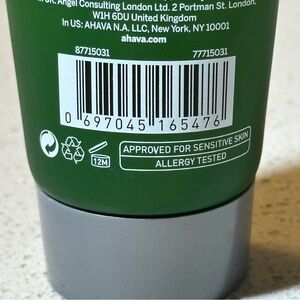 UK. Angel Consulting London Ltd. 2 Portman St. London,
W1H 6DU United Kingdom
In US: AHAVA N.A. LLC, New York, NY 10001
ahava.com
87715031 77715031
0 697045 165476
12M
APPROVED FOR SENSITIVE SKIN
ALLERGY TESTED